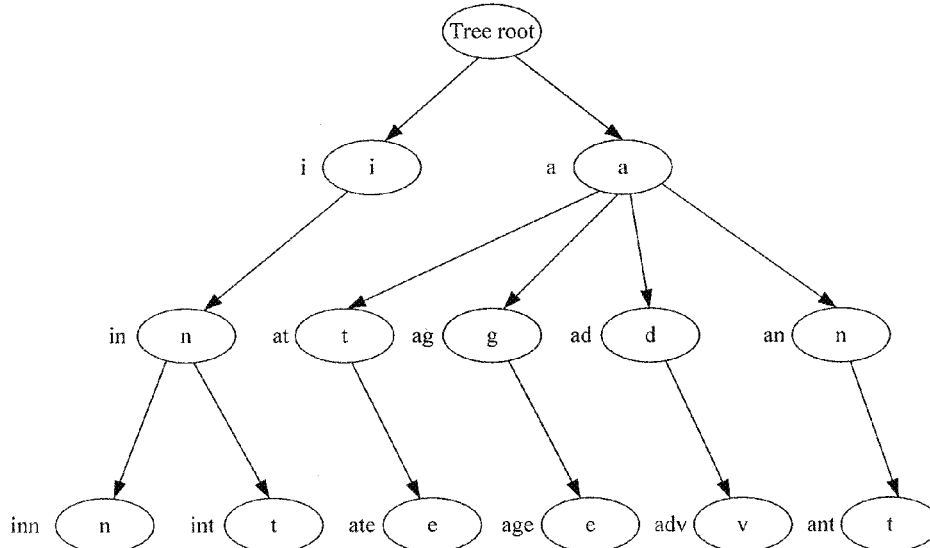 Tree root
i i a a
in n at t ag g ad d an n
inn n int t ate e age e adv v ant t